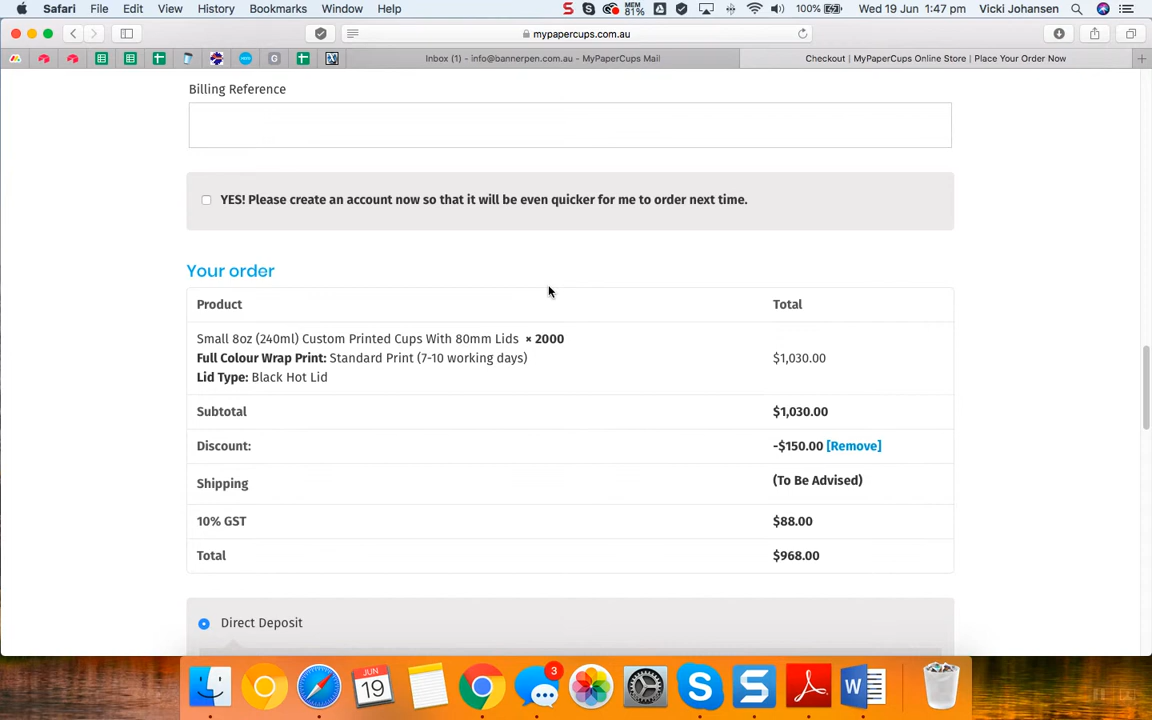 Safari File Edit View History Bookmarks Window Help MEM 81% 100% Wed 19 Jun 1:47 pm Vicki Johansen
mypapercups.com.au
Inbox (1) - info@bannerpen.com.au - MyPaperCups Mail Checkout | MyPaperCups Online Store | Place Your Order Now
Billing Reference
YES! Please create an account now so that it will be even quicker for me to order next time.
Your order
Product Total
Small 8oz (240ml) Custom Printed Cups With 80mm Lids × 2000
Full Colour Wrap Print: Standard Print (7-10 working days) $1,030.00
Lid Type: Black Hot Lid
Subtotal $1,030.00
Discount: -$150.00 [Remove]
Shipping (To Be Advised)
10% GST $88.00
Total $968.00
Direct Deposit
JUN
19
3